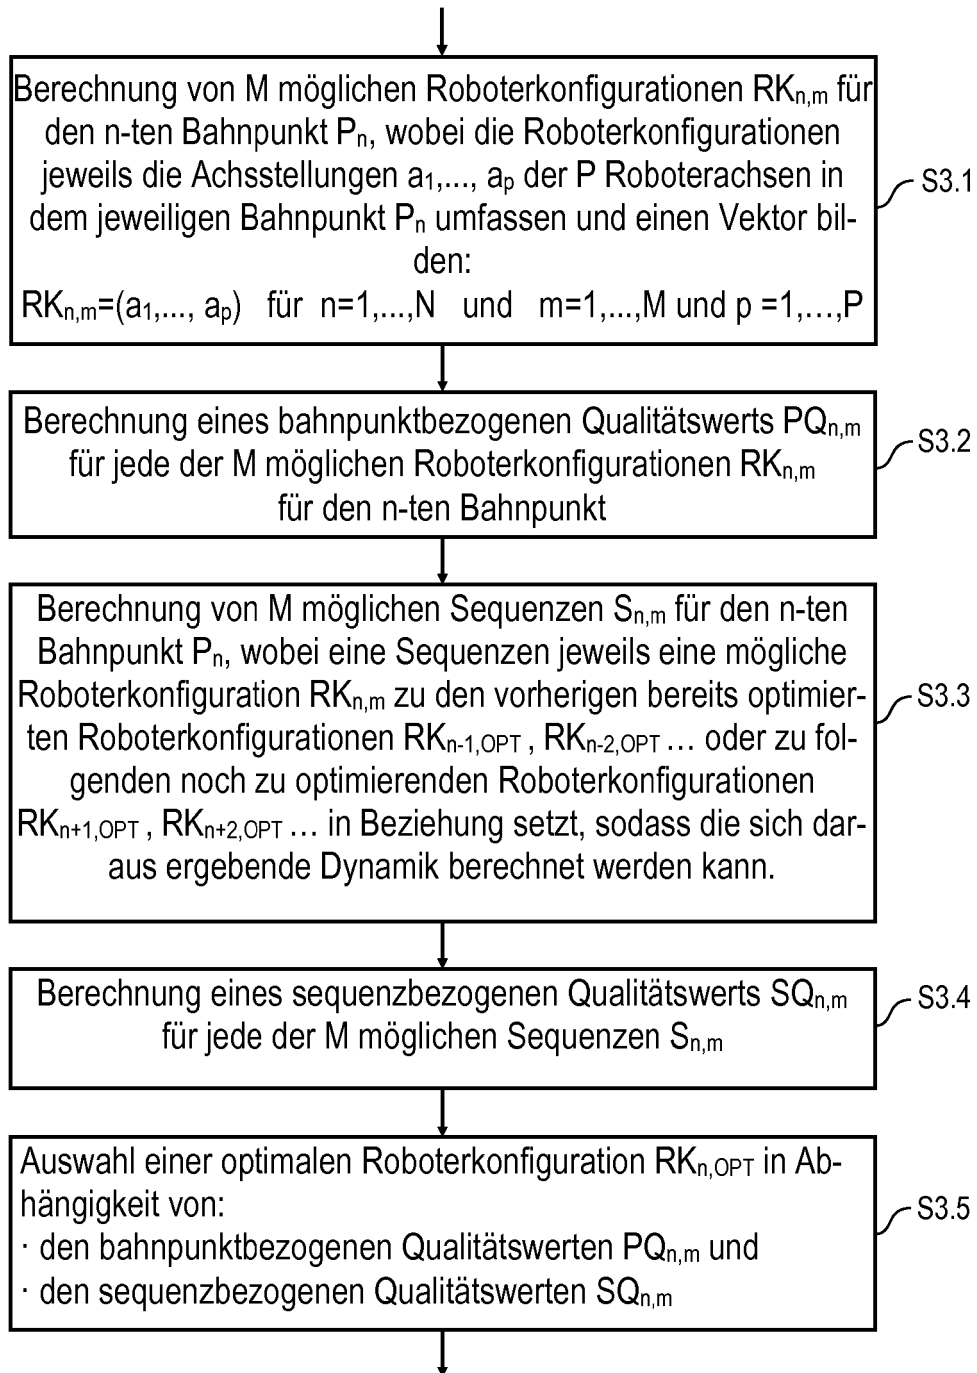 Berechnung von M möglichen Roboterkonfigurationen RKn,m für
den n-ten Bahnpunkt Pn, wobei die Roboterkonfigurationen
jeweils die Achsstellungen a1,..., ap der P Roboterachsen in
dem jeweiligen Bahnpunkt Pn umfassen und einen Vektor bil-
den:
RKn,m=(a1,..., ap) für n=1,...,N und m=1,...,M und p =1,...,P
S3.1
Berechnung eines bahnpunktbezogenen Qualitätswerts PQn,m
für jede der M möglichen Roboterkonfigurationen RKn,m
für den n-ten Bahnpunkt
S3.2
Berechnung von M möglichen Sequenzen Sn,m für den n-ten
Bahnpunkt Pn, wobei eine Sequenzen jeweils eine mögliche
Roboterkonfiguration RKn,m zu den vorherigen bereits optimier-
ten Roboterkonfigurationen RKn-1,OPT , RKn-2,OPT ... oder zu fol-
genden noch zu optimierenden Roboterkonfigurationen
RKn+1,OPT , RKn+2,OPT ... in Beziehung setzt, sodass die sich dar-
aus ergebende Dynamik berechnet werden kann.
S3.3
Berechnung eines sequenzbezogenen Qualitätswerts SQn,m
für jede der M möglichen Sequenzen Sn,m
S3.4
Auswahl einer optimalen Roboterkonfiguration RKn,OPT in Ab-
hängigkeit von:
· den bahnpunktbezogenen Qualitätswerten PQn,m und
· den sequenzbezogenen Qualitätswerten SQn,m
S3.5